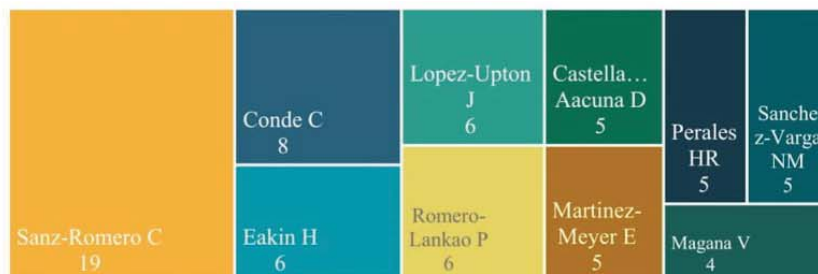 Sanz-Romero C
19
Conde C
8
Eakin H
6
Lopez-Upton
J
6
Romero-
Lankao P
6
Castella…
Aacuna D
5
Martinez-
Meyer E
5
Perales
HR
5
Sanche
z-Varga
NM
5
Magana V
4